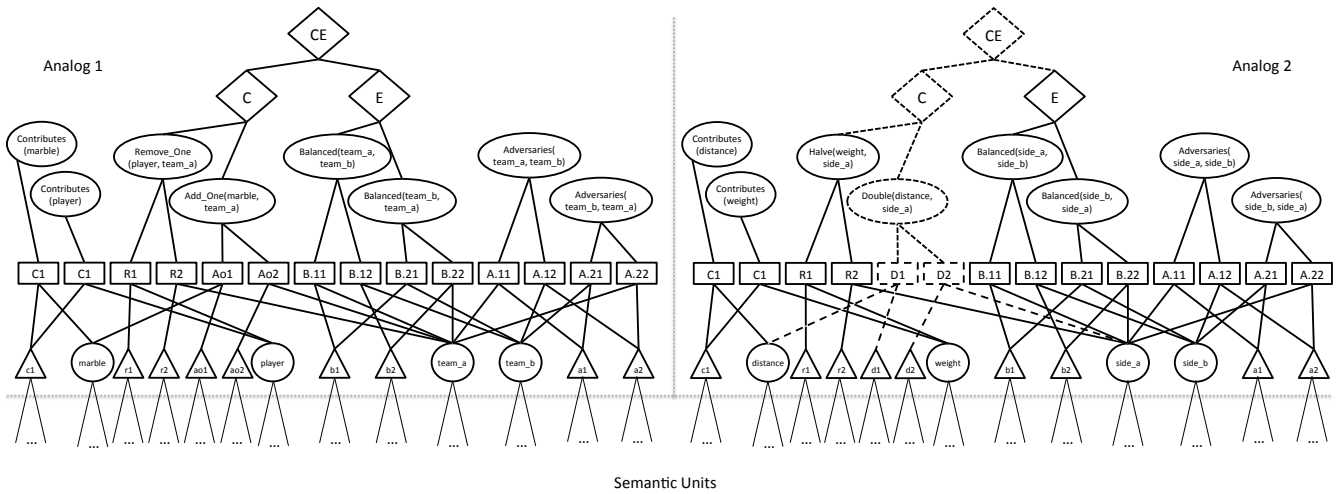 CE
Analog 1
C
E
Contributes
(marble)
Contributes
(player)
Remove_One
(player, team_a)
Add_One(marble,
team_a)
Balanced(team_a,
team_b)
Balanced(team_b,
team_a)
Adversaries(
team_a, team_b)
Adversaries(
team_b, team_a)
C1
C1
R1
R2
Ao1
Ao2
B.11
B.12
B.21
B.22
A.11
A.12
A.21
A.22
c1
marble
r1
r2
ao1
ao2
player
b1
b2
team_a
team_b
a1
a2
...
...
...
...
...
...
...
...
...
...
...
...
...
CE
Analog 2
C
E
Contributes
(distance)
Contributes
(weight)
Halve(weight,
side_a)
Double(distance,
side_a)
Balanced(side_a,
side_b)
Balanced(side_b,
side_a)
Adversaries(
side_a, side_b)
Adversaries(
side_b, side_a)
C1
C1
R1
R2
D1
D2
B.11
B.12
B.21
B.22
A.11
A.12
A.21
A.22
c1
distance
r1
r2
d1
d2
weight
b1
b2
side_a
side_b
a1
a2
...
...
...
...
...
...
...
...
...
...
...
...
...
Semantic Units